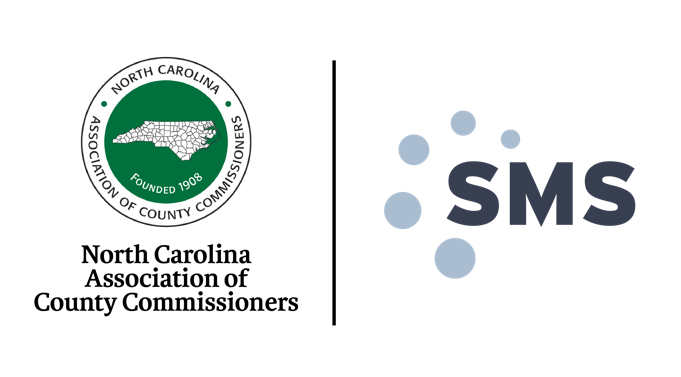 NORTH CAROLINA
ASSOCIATION OF COUNTY COMMISSIONERS
FOUNDED 1908
North Carolina
Association of
County Commissioners
SMS